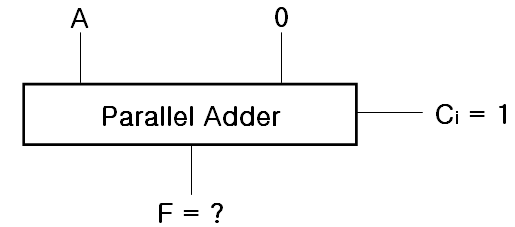 A 0
Parallel Adder
Ci = 1
F = ?